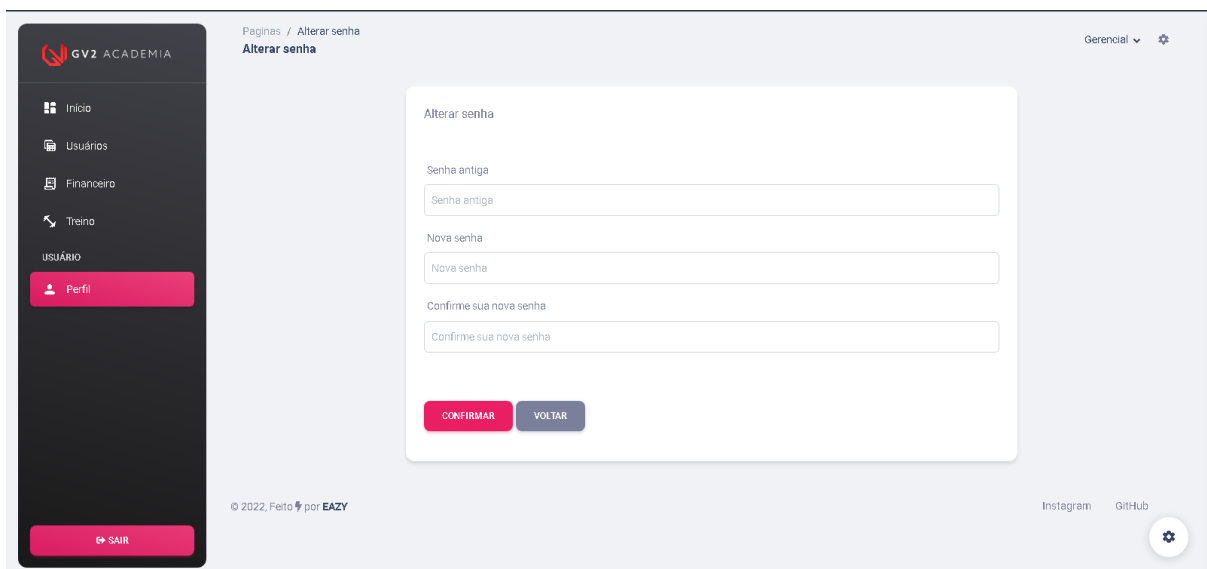 GV2 ACADEMIA
Início
Usuários
Financeiro
Treino
USUÁRIO
Perfil
SAIR
Paginas / Alterar senha
Alterar senha
Gerencial
Alterar senha
Senha antiga
Senha antiga
Nova senha
Nova senha
Confirme sua nova senha
Confirme sua nova senha
CONFIRMAR VOLTAR
© 2022, Feito por EAZY
Instagram GitHub